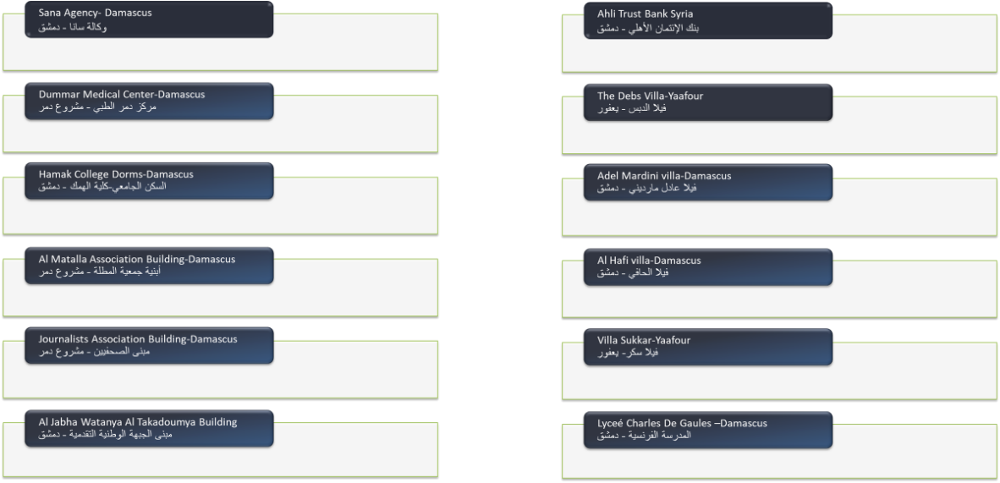 Sana Agency- Damascus
وكالة سانا - دمشق
Dummar Medical Center-Damascus
مركز دمر الطبي - مشروع دمر
Hamak College Dorms-Damascus
السكن الجامعي-كلية الهمك - دمشق
Al Matalla Association Building-Damascus
أبنية جمعية المطلة - مشروع دمر
Journalists Association Building-Damascus
مبنى الصحفيين - مشروع دمر
Al Jabha Watanya Al Takadoumya Building
مبنى الجبهة الوطنية التقدمية - دمشق
Ahli Trust Bank Syria
بنك الإئتمان الأهلي - دمشق
The Debs Villa-Yaafour
فيلا الدبس - يعفور
Adel Mardini villa-Damascus
فيلا عادل مارديني - دمشق
Al Hafi villa-Damascus
فيلا الحافي - دمشق
Villa Sukkar-Yaafour
فيلا سكر- يعفور
Lyceé Charles De Gaules –Damascus
المدرسة الفرنسية - دمشق